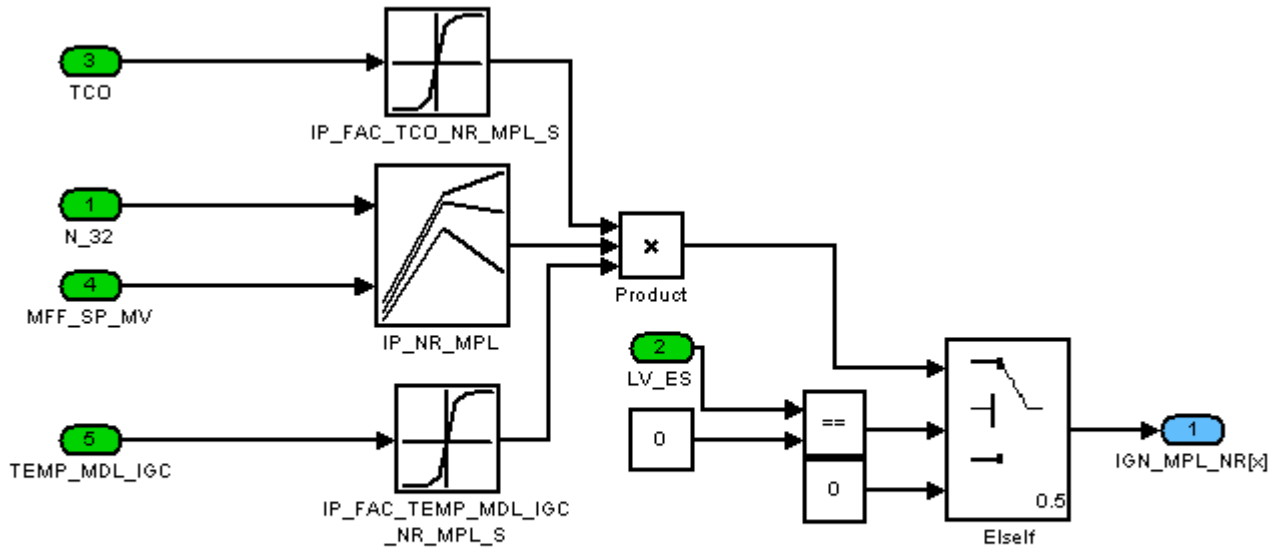 3
TCO
IP_FAC_TCO_NR_MPL_S
1
N_32
4
MFF_SP_MV
IP_NR_MPL
×
Product
2
LV_ES
0
==
0
0.5
ElseIf
1
IGN_MPL_NR[x]
5
TEMP_MDL_IGC
IP_FAC_TEMP_MDL_IGC
_NR_MPL_S